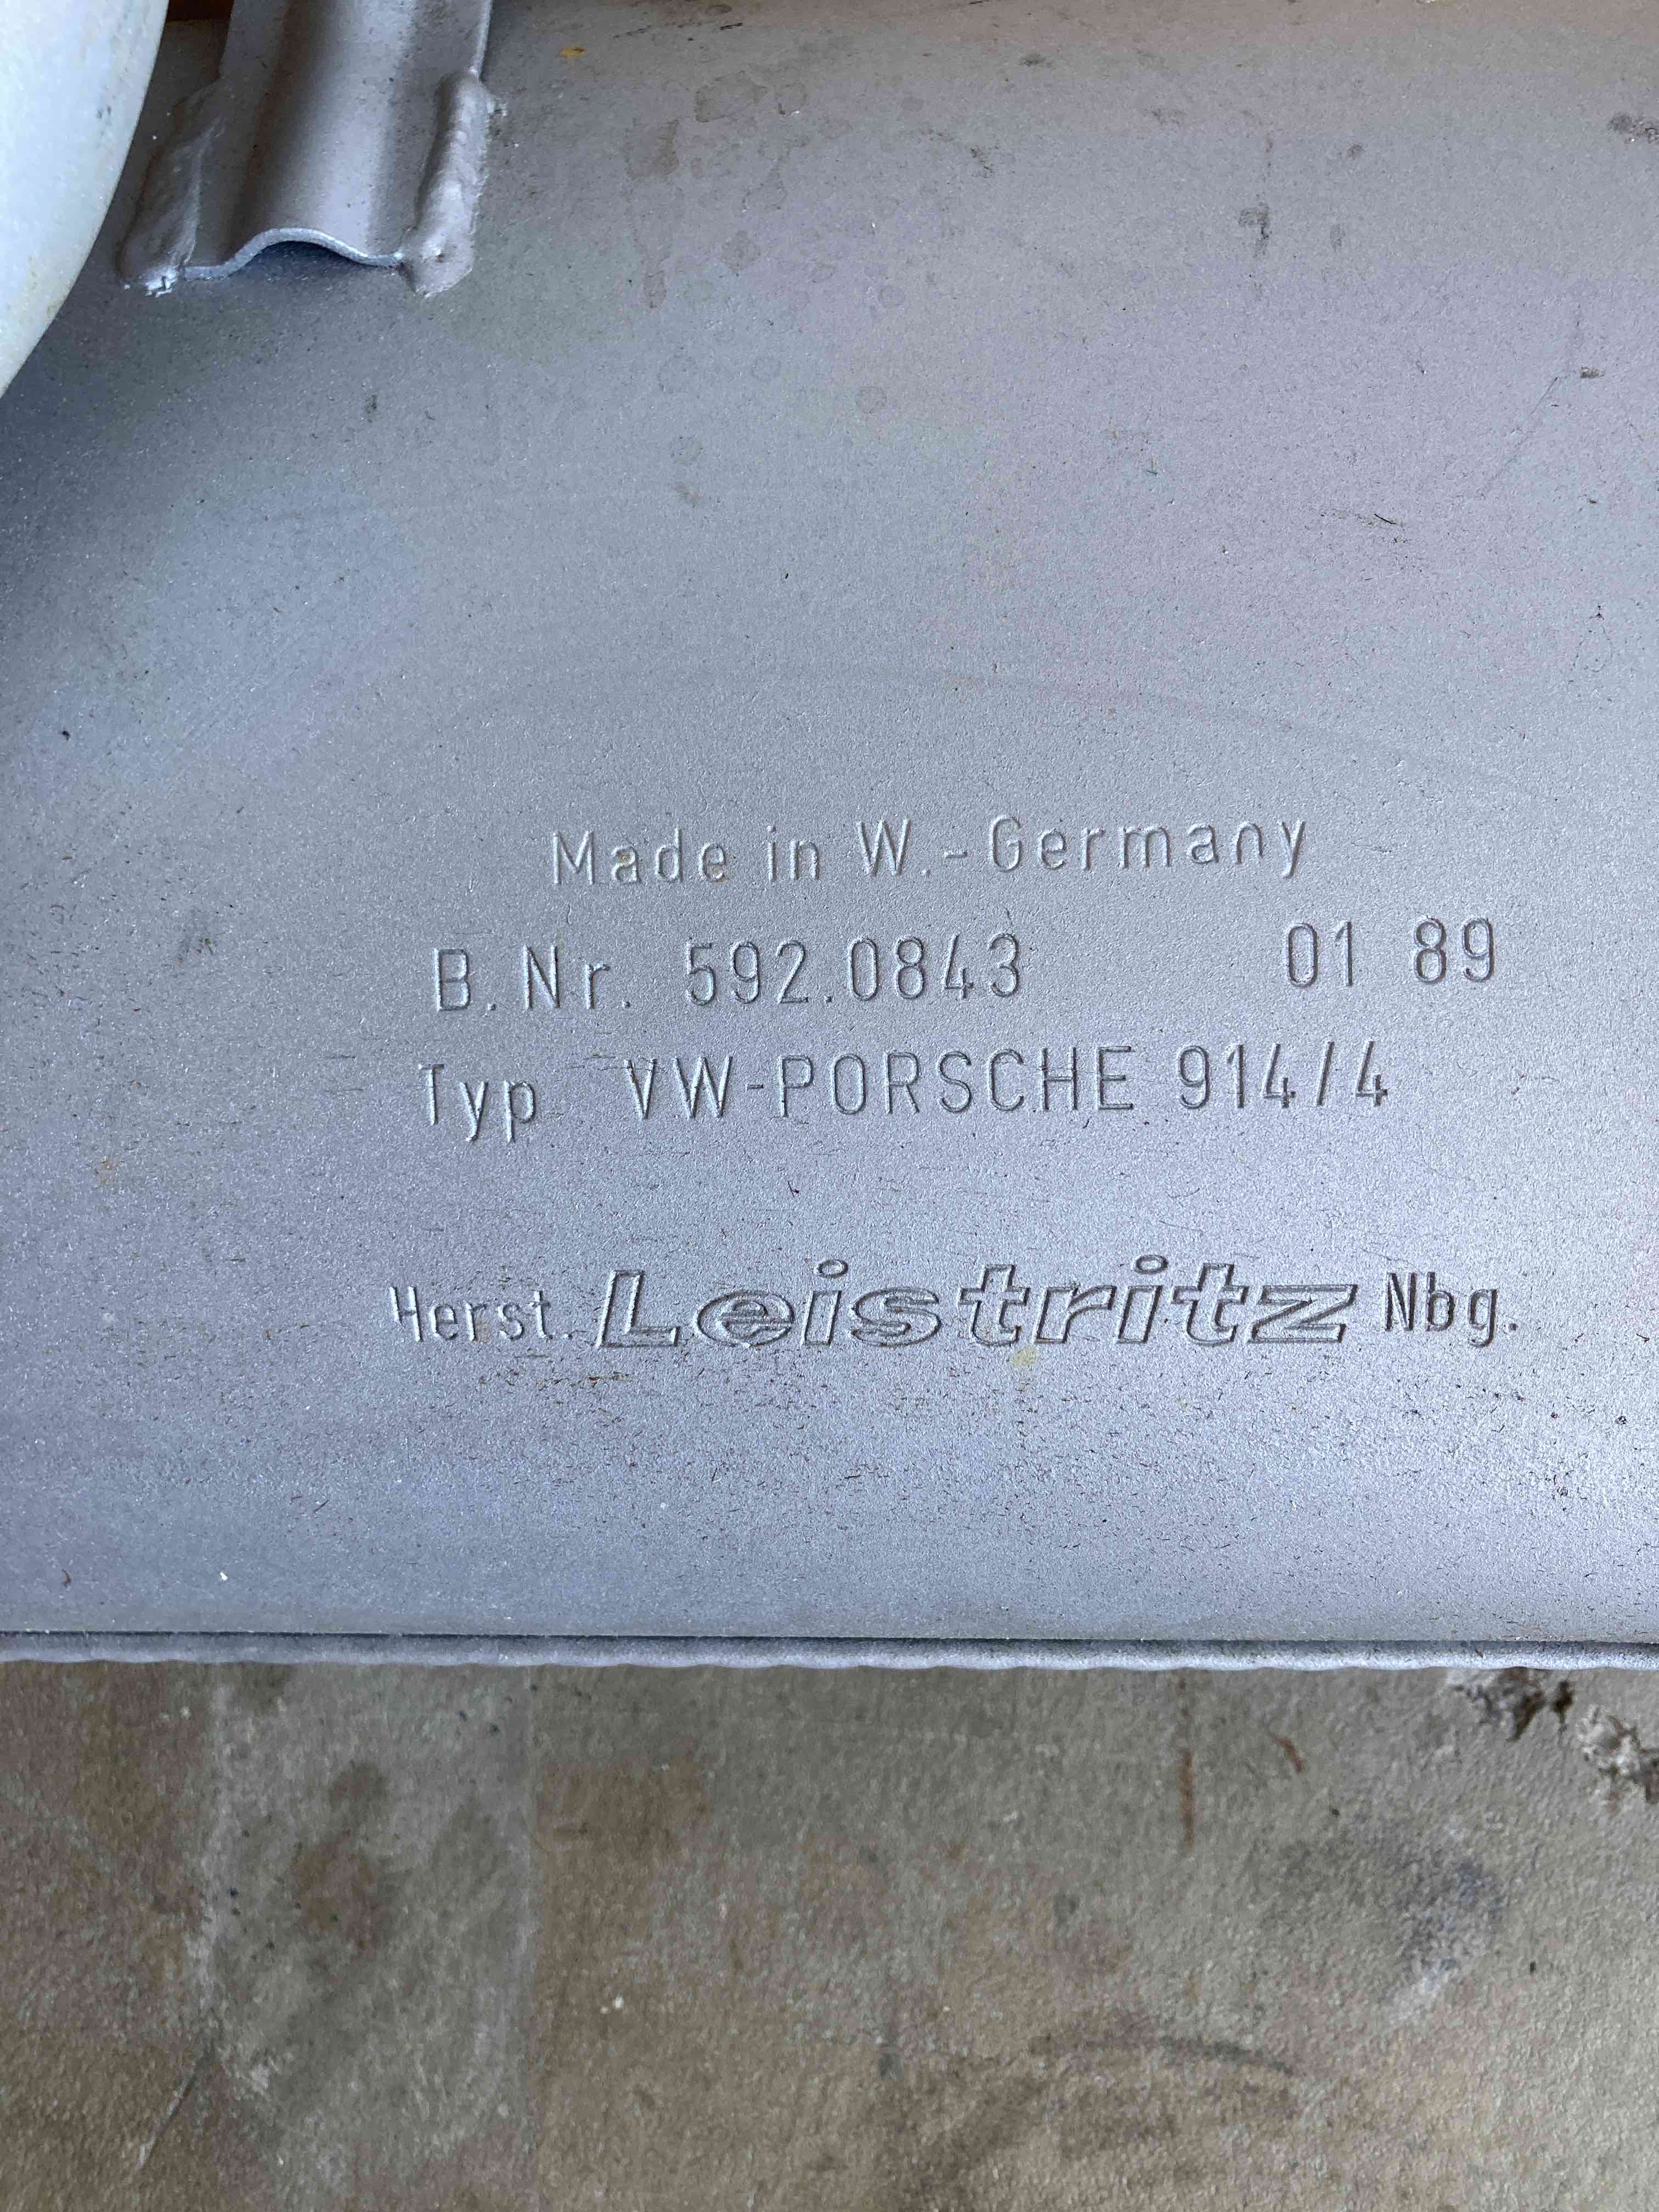 Made in W.-Germany
B.Nr. 592.0843 01 89
Typ VW-PORSCHE 914/4
Herst. Leistritz Nbg.